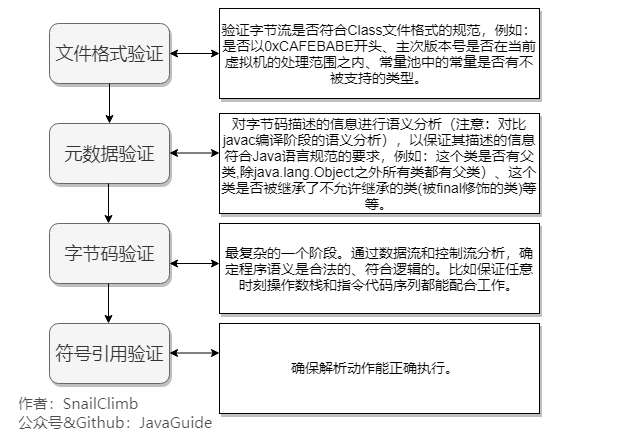 文件格式验证
验证字节流是否符合Class文件格式的规范，例如：
是否以0xCAFEBABE开头、主次版本号是否在当前
虚拟机的处理范围之内、常量池中的常量是否有不
被支持的类型。
元数据验证
对字节码描述的信息进行语义分析（注意：对比
javac编译阶段的语义分析），以保证其描述的信息
符合Java语言规范的要求，例如：这个类是否有父
类,除java.lang.Object之外所有类都有父类）、这个
类是否被继承了不允许继承的类(被final修饰的类)等
等。
字节码验证
最复杂的一个阶段。通过数据流和控制流分析，确
定程序语义是合法的、符合逻辑的。比如保证任意
时刻操作数栈和指令代码序列都能配合工作。
符号引用验证
确保解析动作能正确执行。
作者：SnailClimb
公众号&Github：JavaGuide